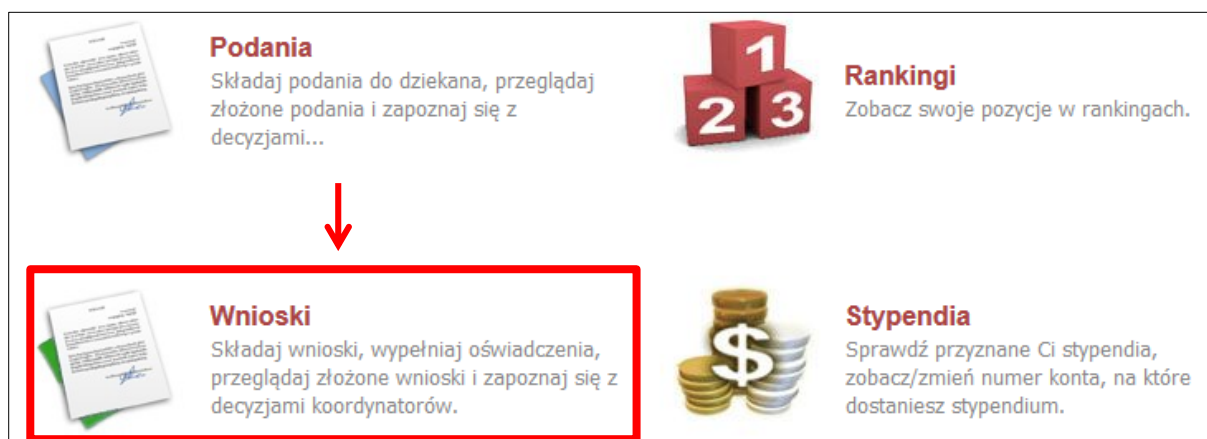 Podania
Składaj podania do dziekana, przeglądaj
złożone podania i zapoznaj się z
decyzjami...
1
2 3
Rankingi
Zobacz swoje pozycje w rankingach.
Wnioski
Składaj wnioski, wypełniaj oświadczenia,
przeglądaj złożone wnioski i zapoznaj się z
decyzjami koordynatorów.
$
Stypendia
Sprawdź przyznane Ci stypendia,
zobacz/zmień numer konta, na które
dostaniesz stypendium.